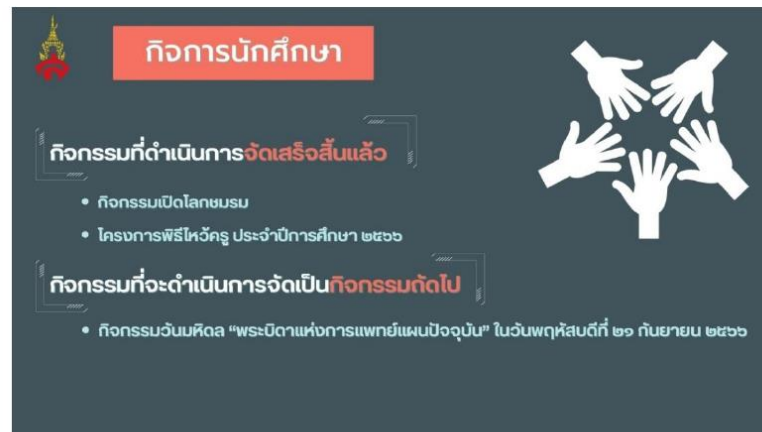 กิจการนักศึกษา
กิจกรรมที่ดำเนินการจัดเสร็จสิ้นแล้ว
• กิจกรรมเปิดโลกชมรม
• โครงการพิธีไหว้ครู ประจำปีการศึกษา ๒๕๖๖
กิจกรรมที่จะดำเนินการจัดเป็นกิจกรรมถัดไป
• กิจกรรมวันมหิดล “พระบิดาแห่งการแพทย์แผนปัจจุบัน” ในวันพฤหัสบดีที่ ๒๑ กันยายน ๒๕๖๖